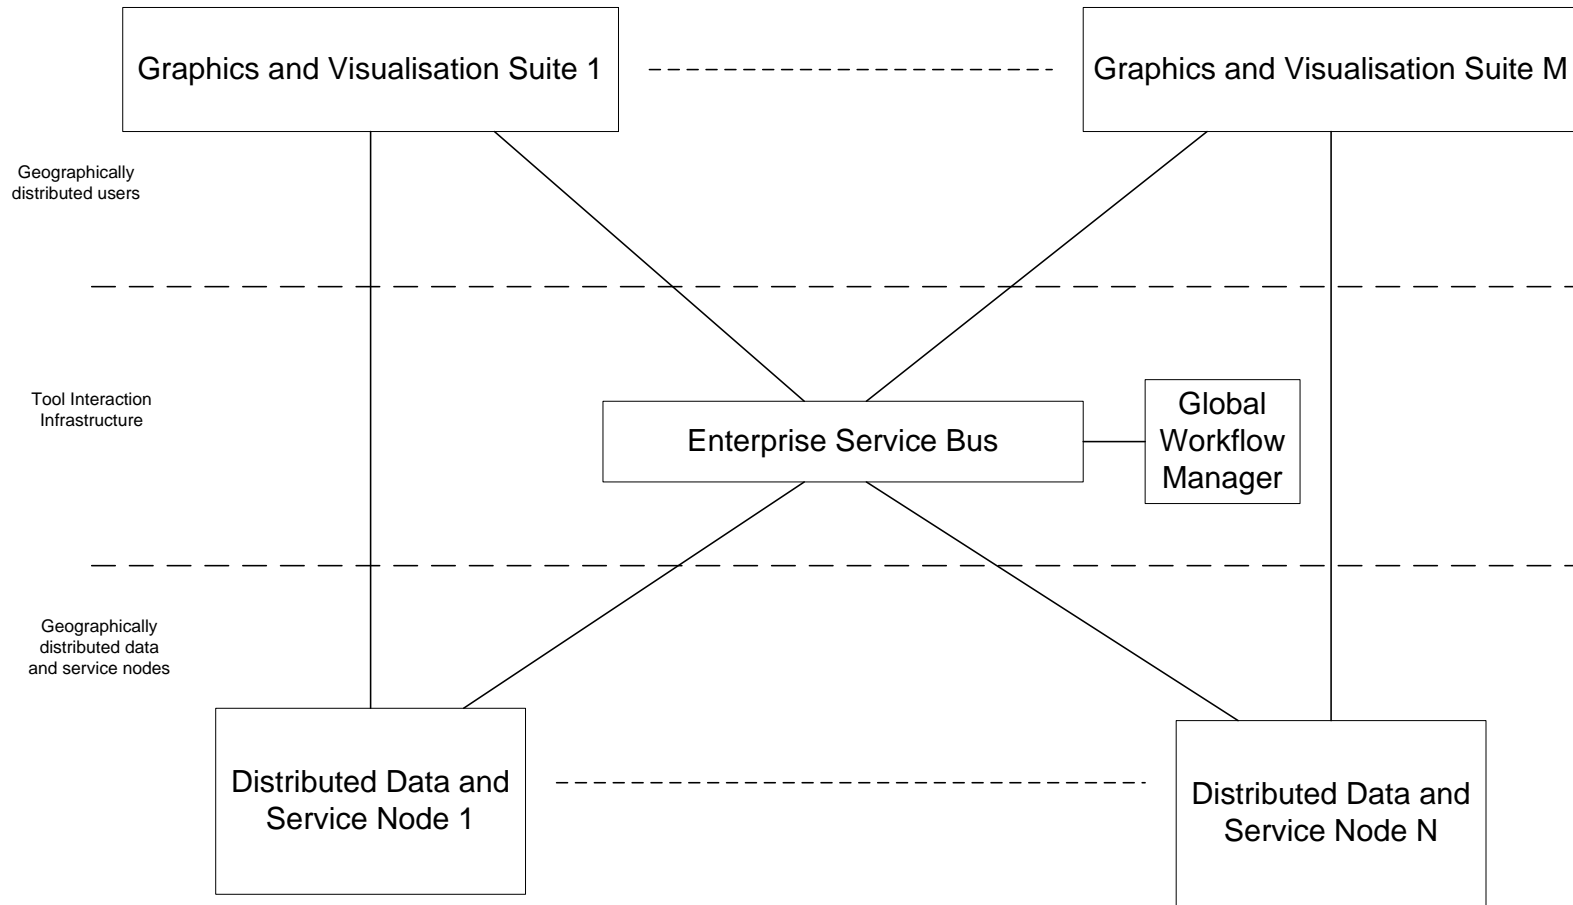 Graphics and Visualisation Suite 1
Graphics and Visualisation Suite M
Geographically
distributed users
Tool Interaction
Infrastructure
Enterprise Service Bus
Global
Workflow
Manager
Geographically
distributed data
and service nodes
Distributed Data and
Service Node 1
Distributed Data and
Service Node N